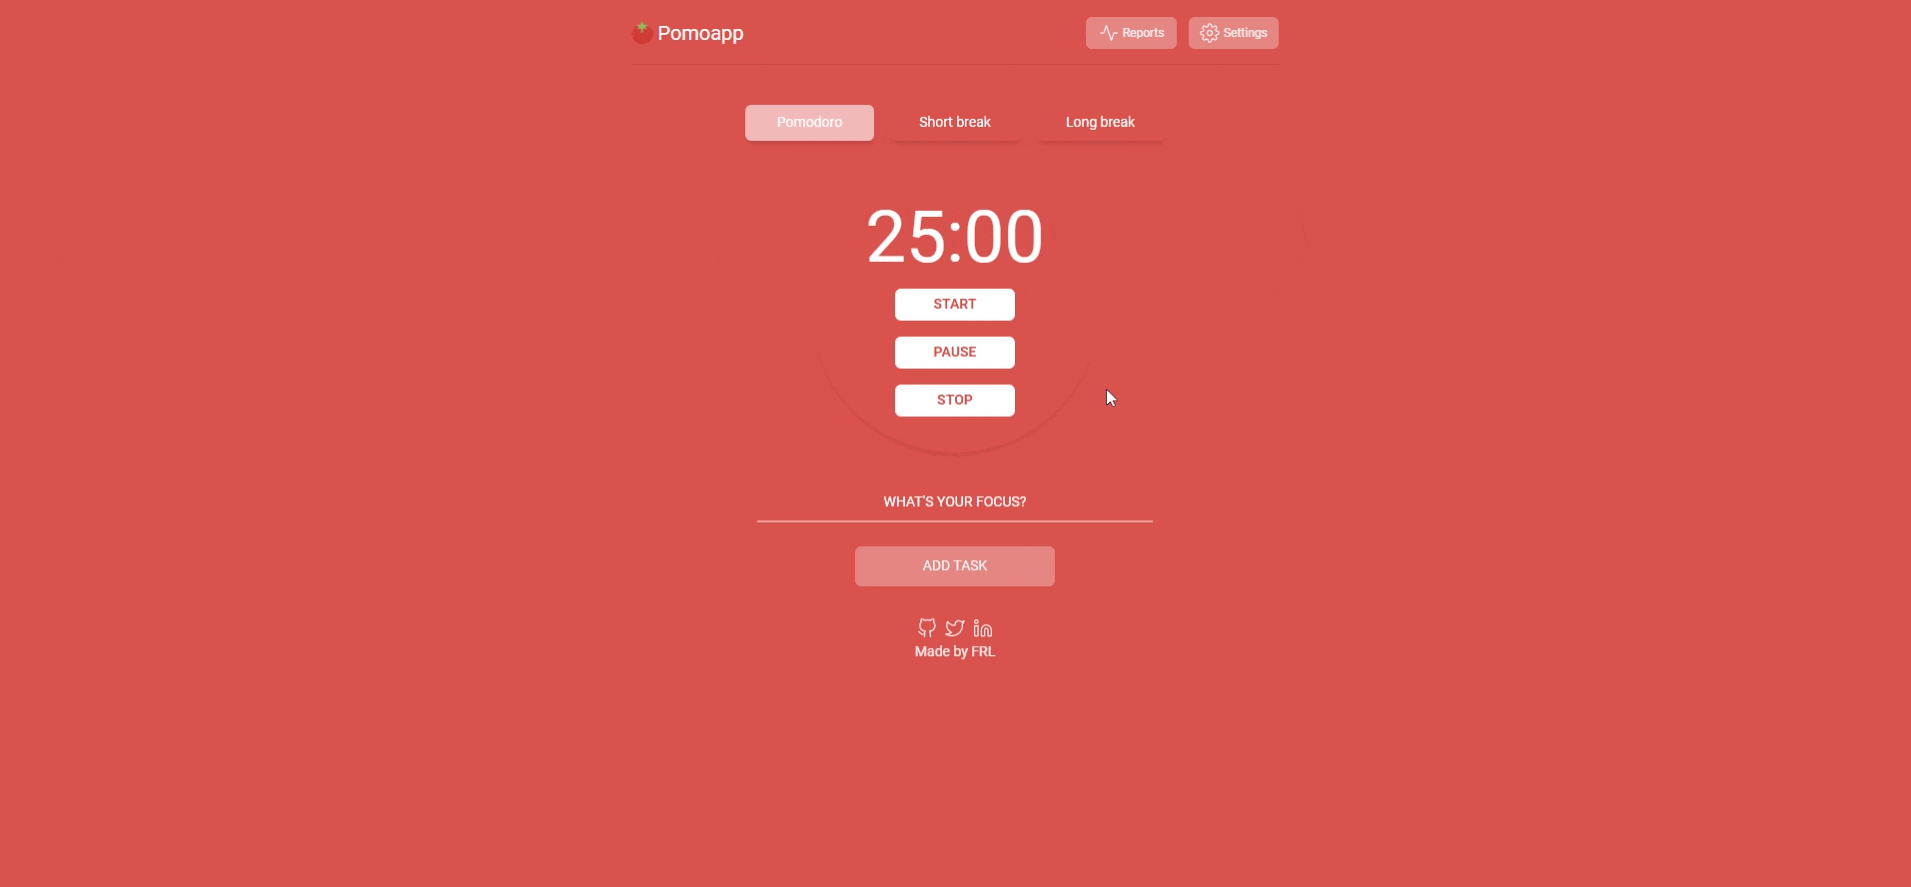 Pomoapp
Reports
Settings
Pomodoro
Short break
Long break
25:00
START
PAUSE
STOP
WHAT'S YOUR FOCUS?
ADD TASK
Made by FRL